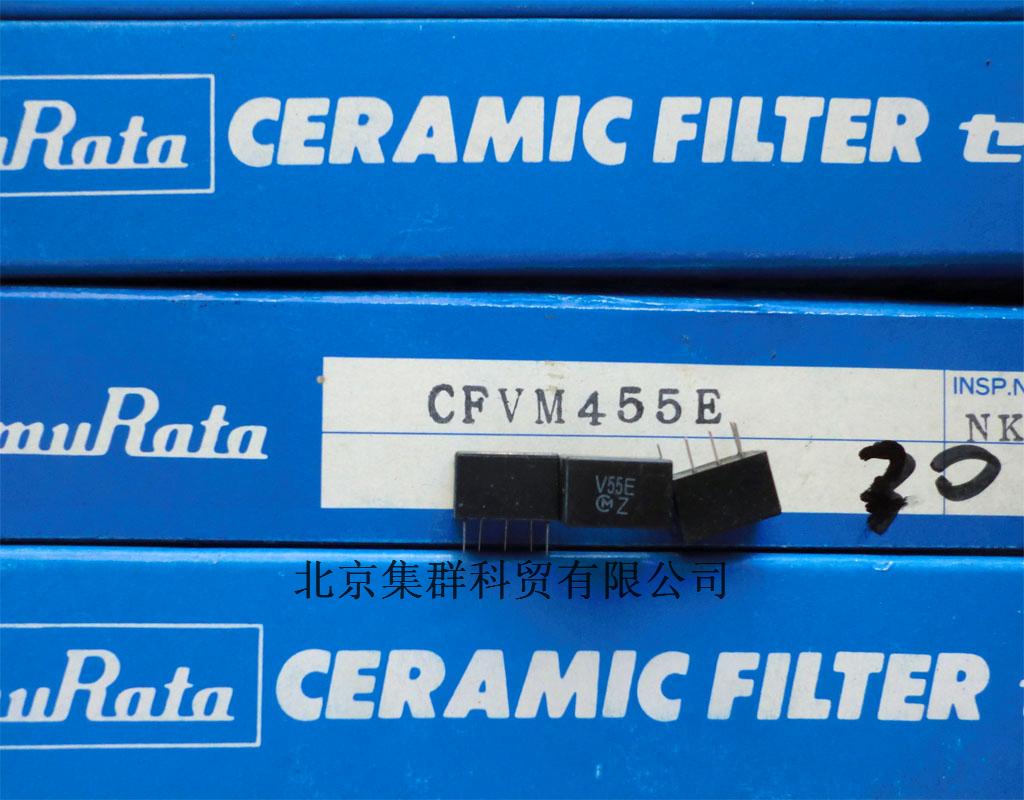 muRata CERAMIC FILTER セ
CFVM455E
INSP.N
muRata
NK
20
V55E
M Z
北京集群科贸有限公司
muRata CERAMIC FILTER